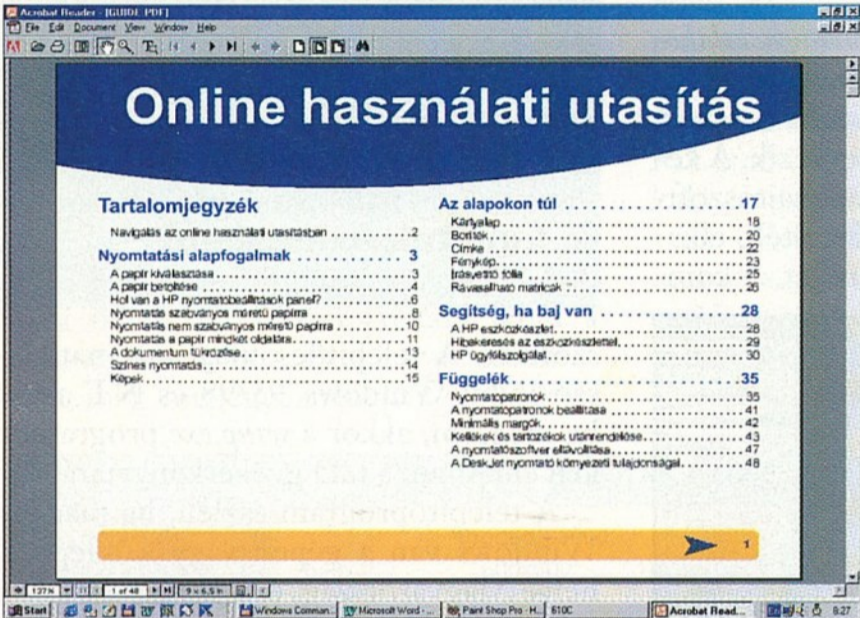 Acrobat Reader - [GUIDE.PDF]
File Edit Document View Window Help
Online használati utasítás
Tartalomjegyzék
Navigálás az online használati utasításban . . . . . . . . . . 2
Nyomtatási alapfogalmak . . . . . . . . . . 3
A papír kiválasztása . . . . . . . . . . 3
A papír betöltése . . . . . . . . . . 4
Hol van a HP nyomtatóbeállítások panel? . . . . . . . . . . 6
Nyomtatás szabványos méretű papírra . . . . . . . . . . 8
Nyomtatás nem szabványos méretű papírra . . . . . . . . . . 10
Nyomtatás a papír mindkét oldalára . . . . . . . . . . 11
A dokumentum tükrözése . . . . . . . . . . 13
Színes nyomtatás . . . . . . . . . . 14
Képek . . . . . . . . . . 15
Az alapokon túl . . . . . . . . . . 17
Kártyalap . . . . . . . . . . 18
Boríték . . . . . . . . . . 20
Címke . . . . . . . . . . 22
Fénykép . . . . . . . . . . 23
Írásvetítő fólia . . . . . . . . . . 25
Rávasalható matricák . . . . . . . . . . 26
Segítség, ha baj van . . . . . . . . . . 28
A HP eszközkészlet . . . . . . . . . . 28
Hibakeresés az eszközkészlettel . . . . . . . . . . 29
HP ügyfélszolgálat . . . . . . . . . . 30
Függelék . . . . . . . . . . 35
Nyomtatópatronok . . . . . . . . . . 35
A nyomtatópatronok beállítása . . . . . . . . . . 41
Minimális margók . . . . . . . . . . 42
Kellékek és tartozékok utánrendelése . . . . . . . . . . 43
A nyomtatószoftver eltávolítása . . . . . . . . . . 47
A DeskJet nyomtató környezeti tulajdonságai . . . . . . . . . . 48
1
137% 1 of 48 9 x 6,5 in
Start Windows Comman... Microsoft Word - ... Paint Shop Pro - H... 610C Acrobat Read... 8:27